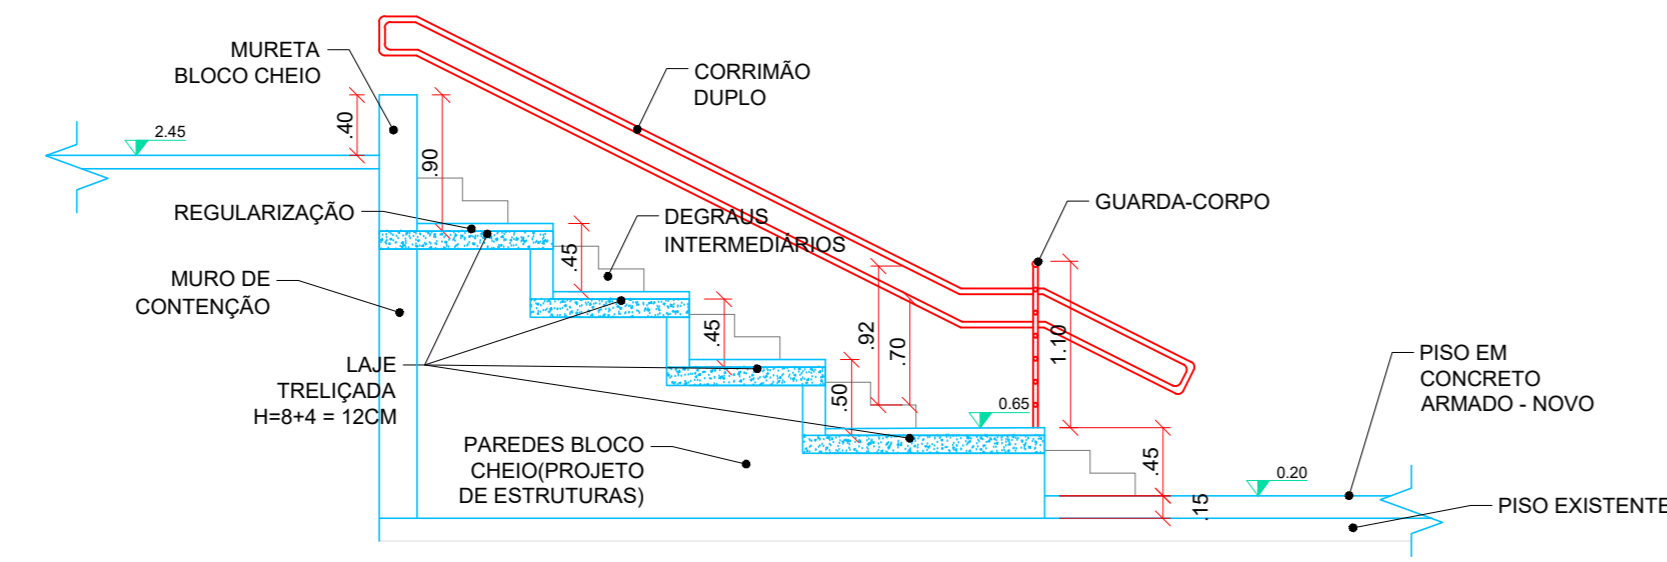 MURETA
BLOCO CHEIO
CORRIMÃO
DUPLO
.40
2.45
.90
REGULARIZAÇÃO
DEGRAUS
INTERMEDIÁRIOS
GUARDA-CORPO
.45
MURO DE
CONTENÇÃO
.45
.92
.70
1.10
LAJE
TRELIÇADA
H=8+4 = 12CM
.50
0.65
PISO EM
CONCRETO
ARMADO - NOVO
PAREDES BLOCO
CHEIO(PROJETO
DE ESTRUTURAS)
.45
0.20
.15
PISO EXISTENTE